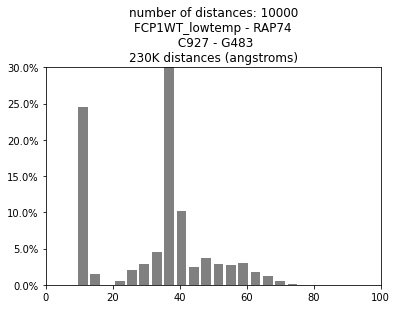 number of distances: 10000
FCP1WT_lowtemp - RAP74
C927 - G483
230K distances (angstroms)
30.0%
25.0%
20.0%
15.0%
10.0%
5.0%
0.0%
0 20 40 60 80 100